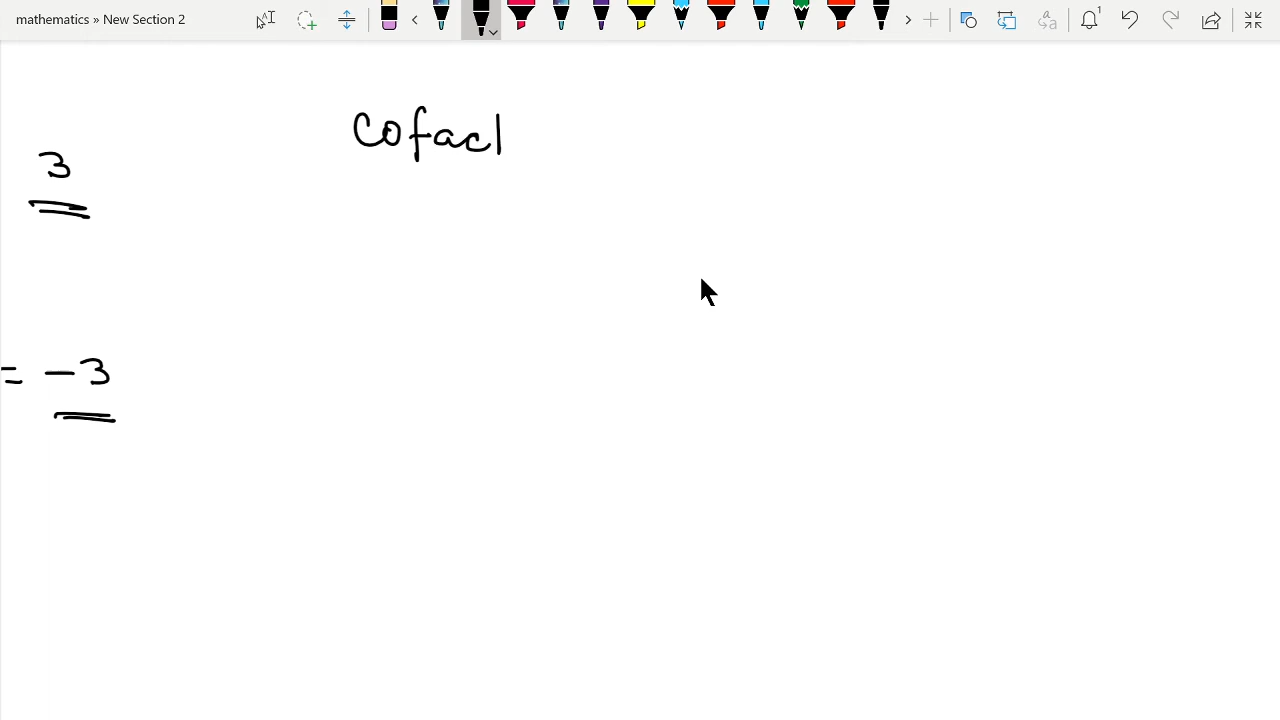 mathematics » New Section 2
Cofacl
3
= -3